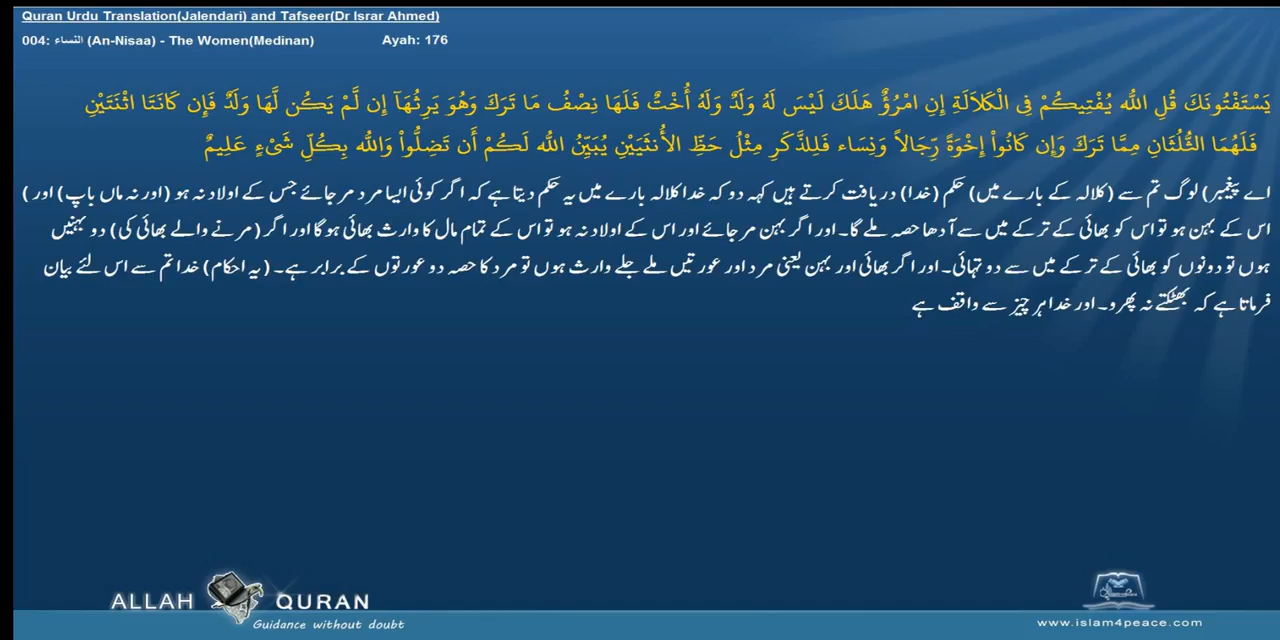 Quran Urdu Translation(Jalendari) and Tafseer(Dr Israr Ahmed)
004: النساء (An-Nisaa) - The Women(Medinan) Ayah: 176
يَسْتَفْتُونَكَ قُلِ اللّه يُفْتِيكُمْ فِى الْكَلاَلَةِ إِنِ امْرُؤٌ هَلَكَ لَيْسَ لَهُ وَلَدٌ وَلَهُ أُخْتٌ فَلَهَا نِصْفُ مَا تَرَكَ وَهُوَ يَرِثُهَآ إِن لَّمْ يَكُن لَّهَا وَلَدٌ فَإِن كَانَتَا اثْنَتَيْنِ
فَلَهُمَا الثُّلُثَانِ مِمَّا تَرَكَ وَإِن كَانُواْ إِخْوَةً رِّجَالاً وَنِسَاء فَلِلذَّكَرِ مِثْلُ حَظِّ الأُنثَيَيْنِ يُبَيِّنُ اللّه لَكُمْ أَن تَضِلُّواْ وَاللّه بِكُلِّ شَىْءٍ عَلِيمٌ
اے پیغمبر) لوگ تم سے (کلالہ کے بارے میں) حکم (خدا) دریافت کرتے ہیں کہہ دو کہ خدا کلالہ بارے میں یہ حکم دیتا ہے کہ اگر کوئی ایسا مرد مرجائے جس کے اولاد نہ ہو (اور نہ ماں باپ) اور )
اس کے بہن ہو تو اس کو بھائی کے ترکے میں سے آدھا حصہ ملے گا۔ اور اگر بہن مرجائے اور اس کے اولاد نہ ہو تو اس کے تمام مال کا وارث بھائی ہوگا اور اگر (مرنے والے بھائی کی) دو بہنیں
ہوں تو دونوں کو بھائی کے ترکے میں سے دو تہائی۔ اور اگر بھائی اور بہن یعنی مرد اور عورتیں ملے جلے وارث ہوں تو مرد کا حصہ دو عورتوں کے برابر ہے۔ (یہ احکام) خدا تم سے اس لئے بیان
فرماتا ہے کہ بھٹکتے نہ پھرو۔ اور خدا ہر چیز سے واقف ہے
ALLAH QURAN
Guidance without doubt
www.islam4peace.com